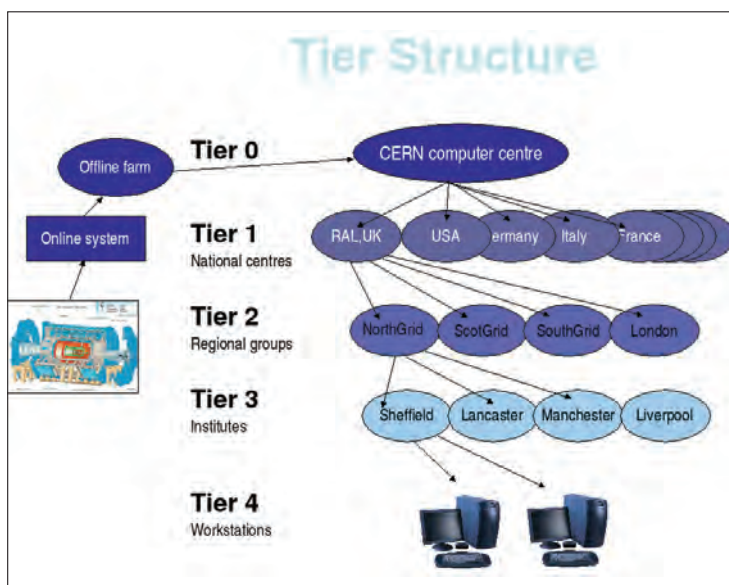 Tier Structure
Tier 0
Offline farm
CERN computer centre
Online system
Tier 1
National centres
RAL,UK
USA
ermany
Italy
France
Tier 2
Regional groups
NorthGrid
ScotGrid
SouthGrid
London
Tier 3
Institutes
Sheffield
Lancaster
Manchester
Liverpool
Tier 4
Workstations